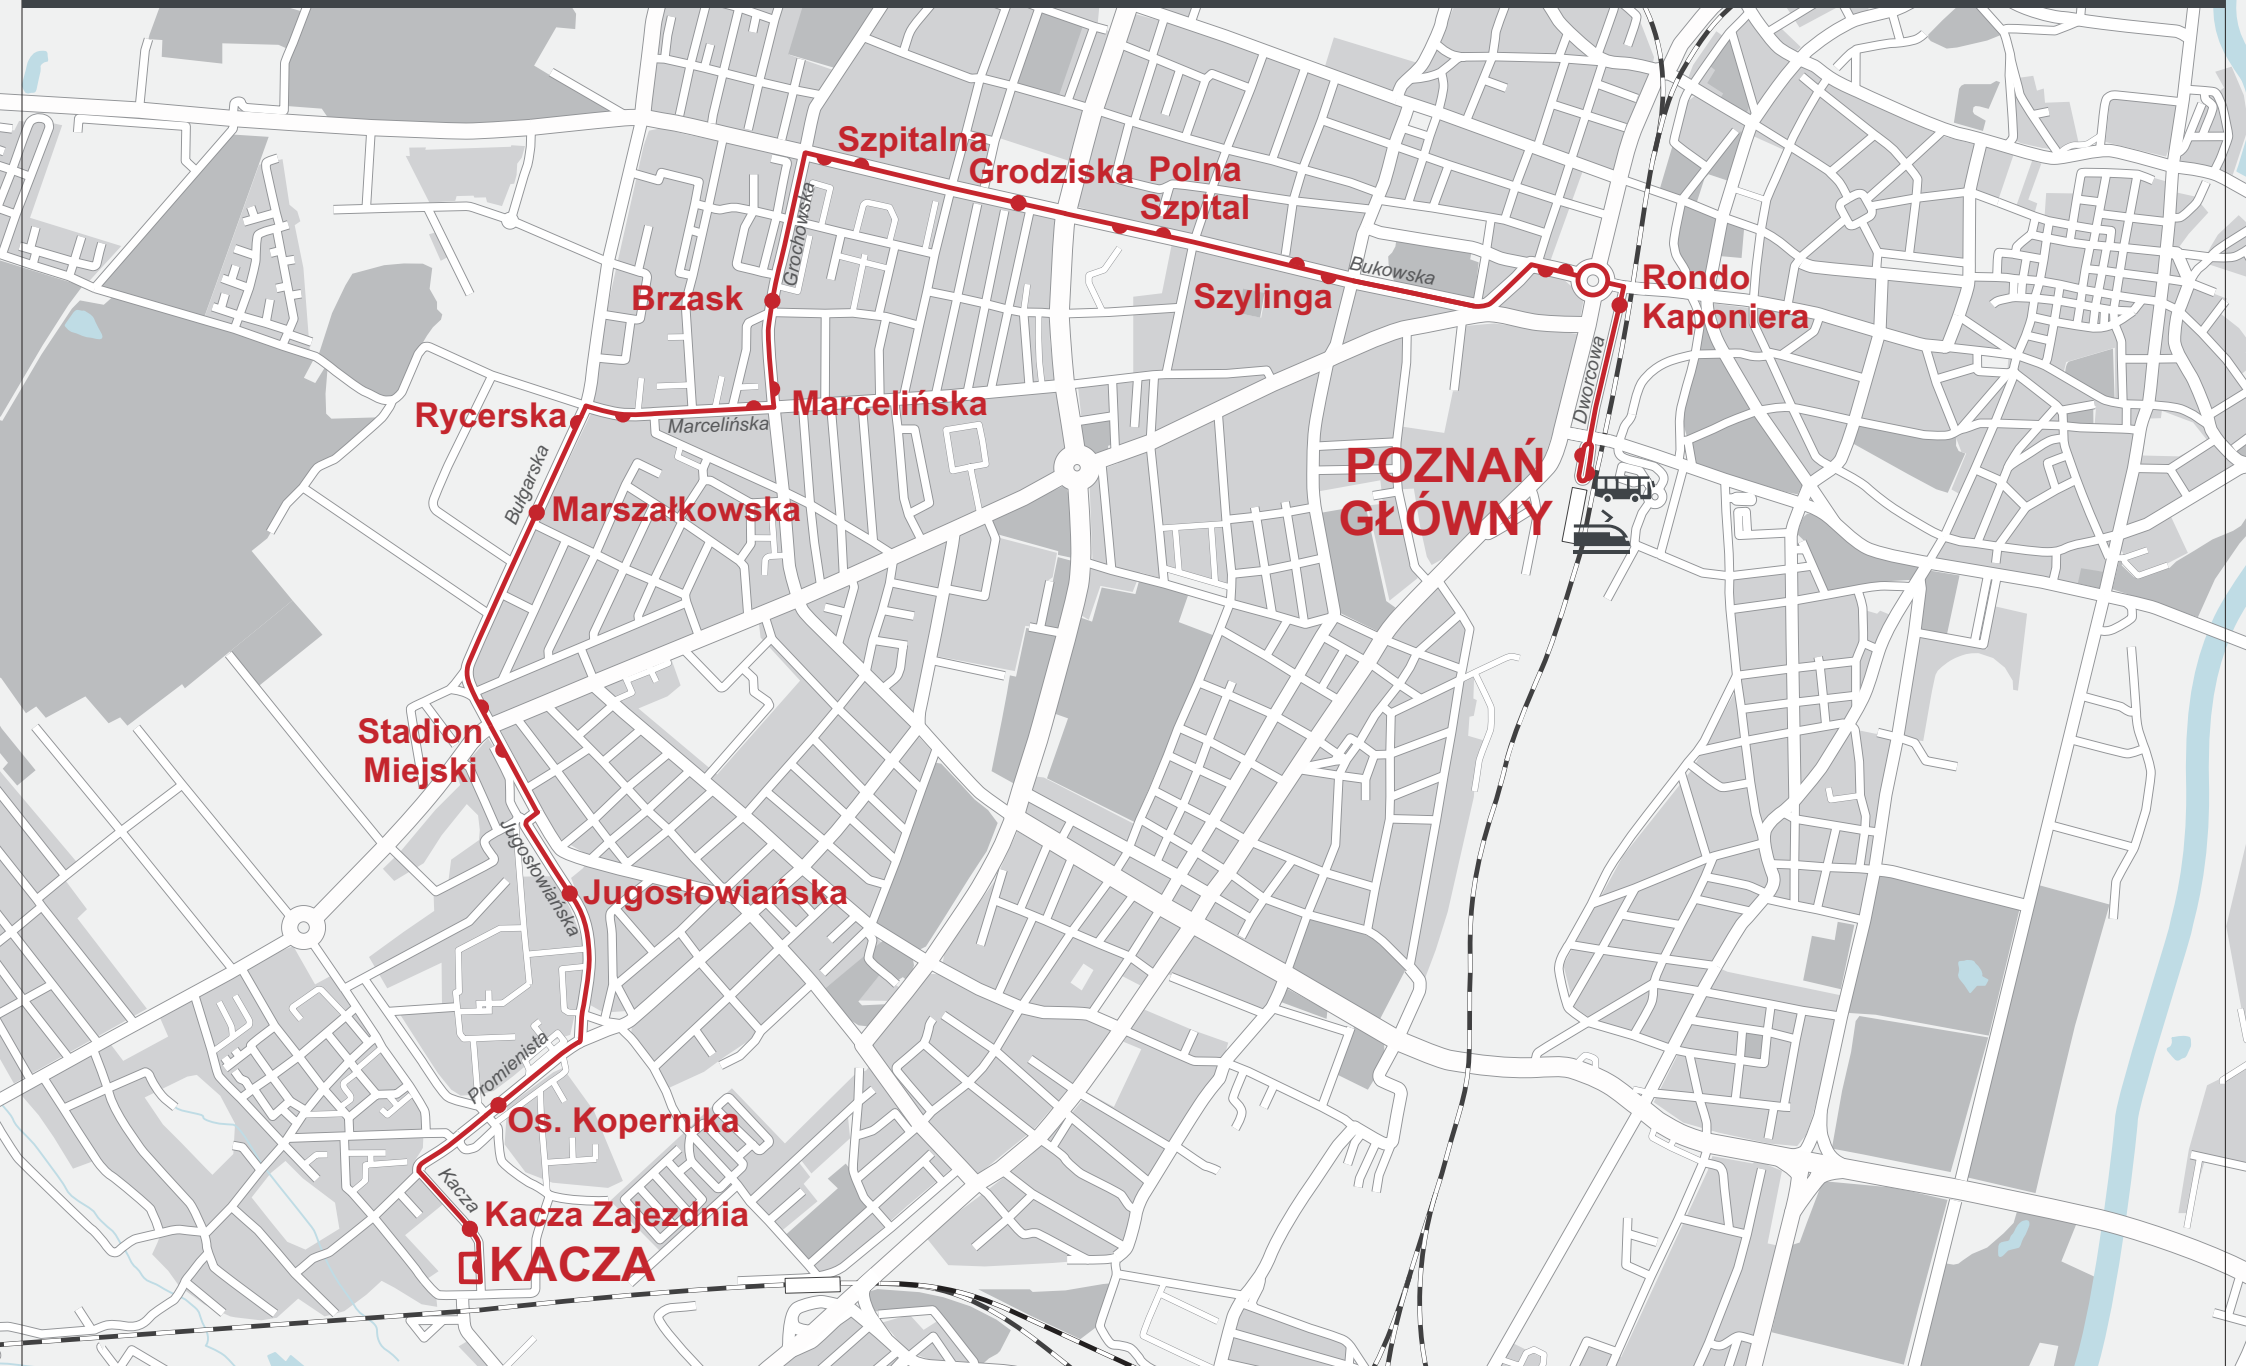 Szpitalna
Grodziska
Polna
Szpital
Grochowska
Bukowska
Rondo
Kaponiera
Szylinga
Brzask
Dworcowa
Marcelińska
Rycerska
Marcelińska
POZNAŃ
GŁÓWNY
Bułgarska
Marszałkowska
Stadion
Miejski
Jugosłowiańska
Jugosłowiańska
Promienista
Os. Kopernika
Kacza
Kacza Zajezdnia
KACZA